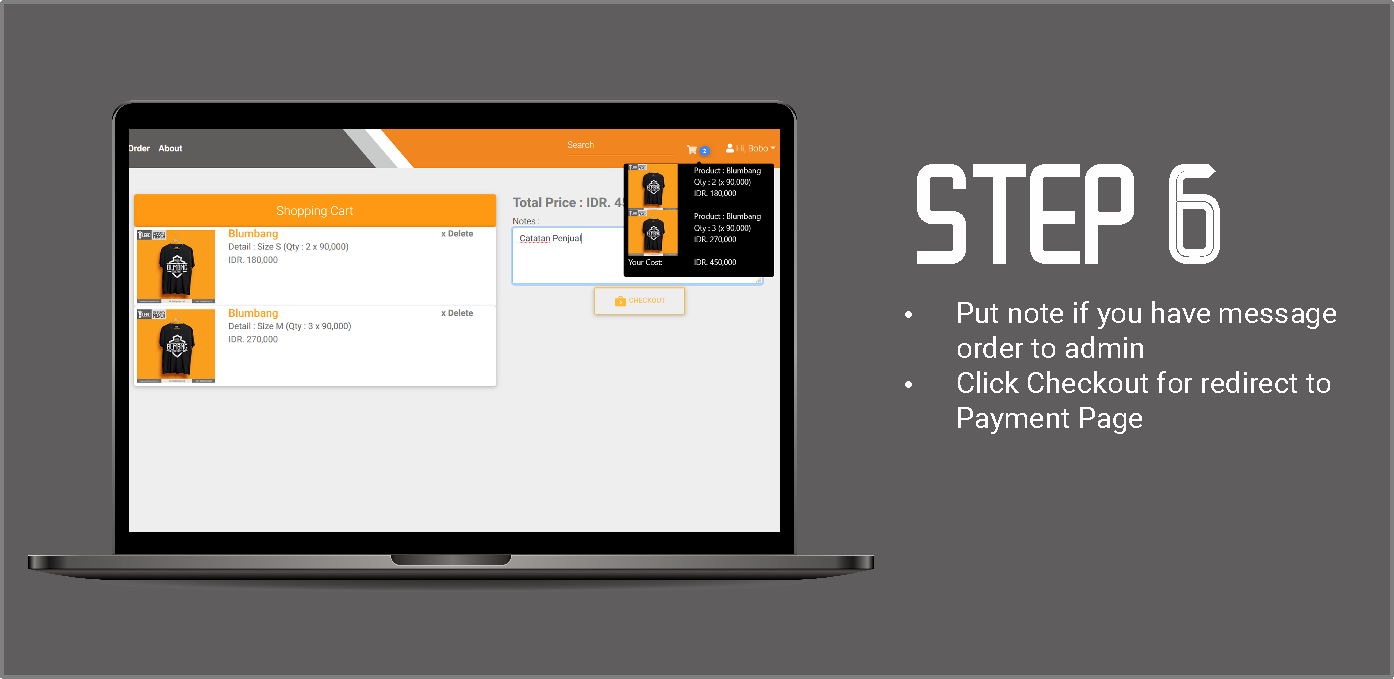 Order About
Search
2
Hi, Bobo
Shopping Cart
Blumbang
x Delete
Detail : Size S (Qty : 2 x 90,000)
IDR. 180,000
Blumbang
x Delete
Detail : Size M (Qty : 3 x 90,000)
IDR. 270,000
Total Price : IDR. 45
Notes :
Catatan Penjual
CHECKOUT
Product : Blumbang
Qty : 2 (x 90,000)
IDR. 180,000
Product : Blumbang
Qty : 3 (x 90,000)
IDR. 270,000
Your Cost: IDR. 450,000
STEP 6
• Put note if you have message
order to admin
• Click Checkout for redirect to
Payment Page